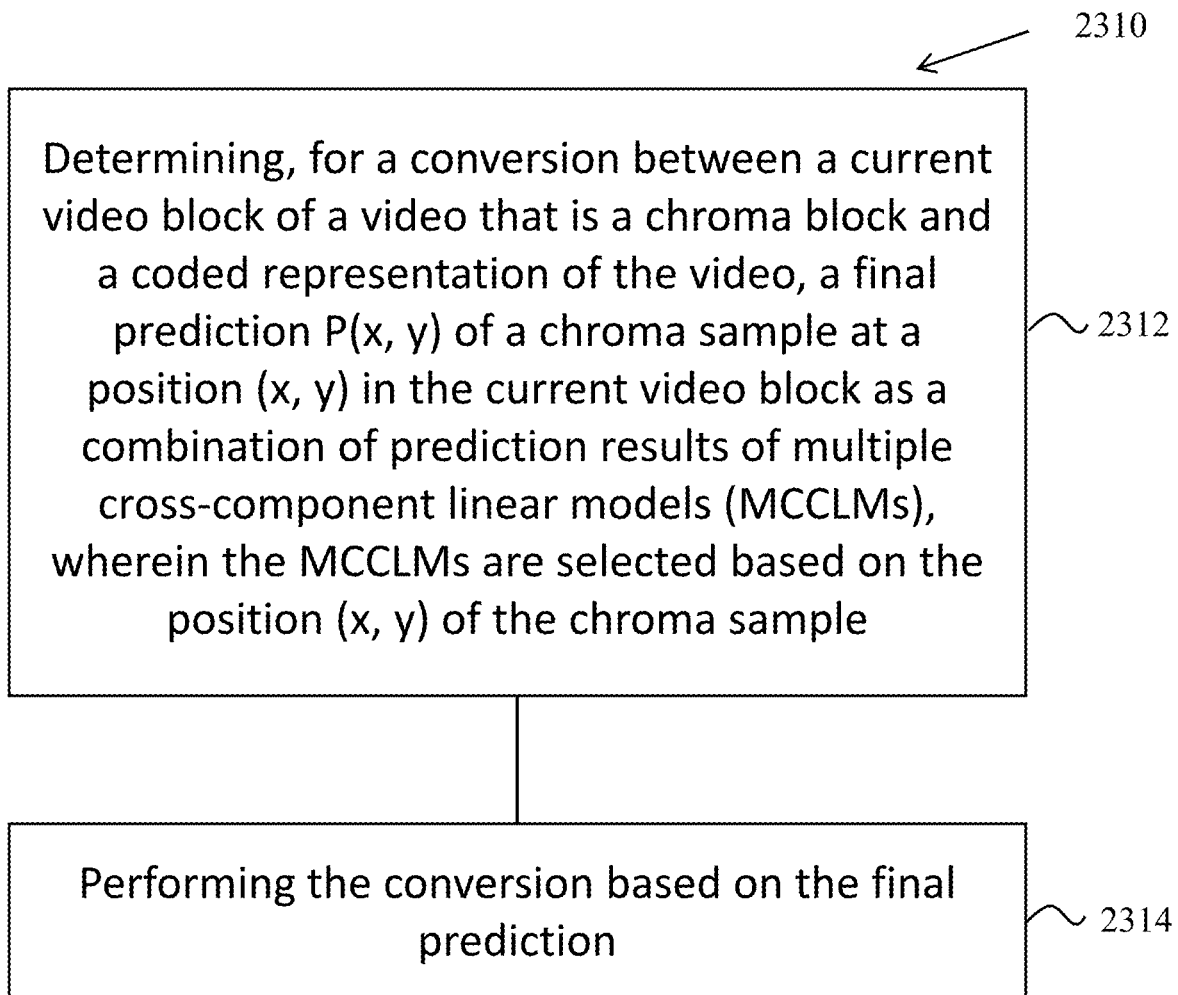 2310
Determining, for a conversion between a current
video block of a video that is a chroma block and
a coded representation of the video, a final
prediction P(x, y) of a chroma sample at a
position (x, y) in the current video block as a
combination of prediction results of multiple
cross-component linear models (MCCLMs),
wherein the MCCLMs are selected based on the
position (x, y) of the chroma sample
2312
Performing the conversion based on the final
prediction
2314